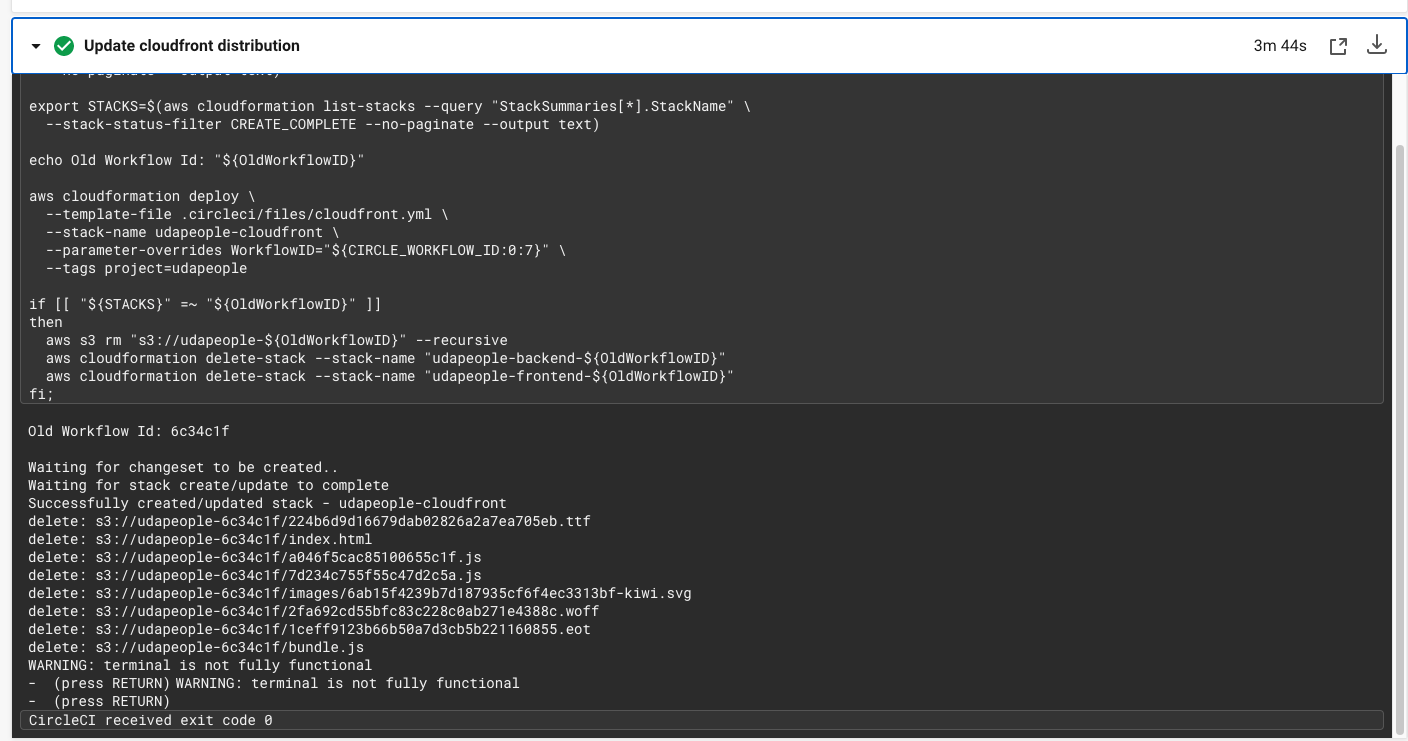 Update cloudfront distribution
3m 44s
--no-paginate --output text)
export STACKS=$(aws cloudformation list-stacks --query "StackSummaries[*].StackName" \
--stack-status-filter CREATE_COMPLETE --no-paginate --output text)
echo Old Workflow Id: "${OldWorkflowID}"
aws cloudformation deploy \
--template-file .circleci/files/cloudfront.yml \
--stack-name udapeople-cloudfront \
--parameter-overrides WorkflowID="${CIRCLE_WORKFLOW_ID:0:7}" \
--tags project=udapeople
if [[ "${STACKS}" =~ "${OldWorkflowID}" ]]
then
aws s3 rm "s3://udapeople-${OldWorkflowID}" --recursive
aws cloudformation delete-stack --stack-name "udapeople-backend-${OldWorkflowID}"
aws cloudformation delete-stack --stack-name "udapeople-frontend-${OldWorkflowID}"
fi;
Old Workflow Id: 6c34c1f
Waiting for changeset to be created..
Waiting for stack create/update to complete
Successfully created/updated stack - udapeople-cloudfront
delete: s3://udapeople-6c34c1f/224b6d9d16679dab02826a2a7ea705eb.ttf
delete: s3://udapeople-6c34c1f/index.html
delete: s3://udapeople-6c34c1f/a046f5cac85100655c1f.js
delete: s3://udapeople-6c34c1f/7d234c755f55c47d2c5a.js
delete: s3://udapeople-6c34c1f/images/6ab15f4239b7d187935cf6f4ec3313bf-kiwi.svg
delete: s3://udapeople-6c34c1f/2fa692cd55bfc83c228c0ab271e4388c.woff
delete: s3://udapeople-6c34c1f/1ceff9123b66b50a7d3cb5b221160855.eot
delete: s3://udapeople-6c34c1f/bundle.js
WARNING: terminal is not fully functional
-  (press RETURN) WARNING: terminal is not fully functional
-  (press RETURN)
CircleCI received exit code 0